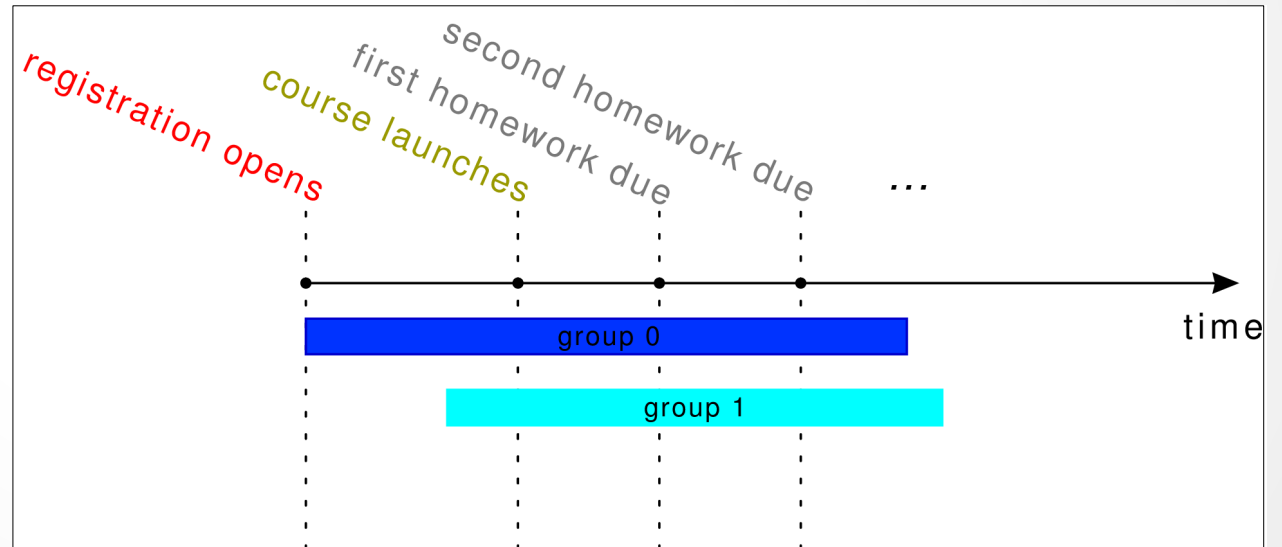 registration opens
course launches
first homework due
second homework due
...
time
group 0
group 1